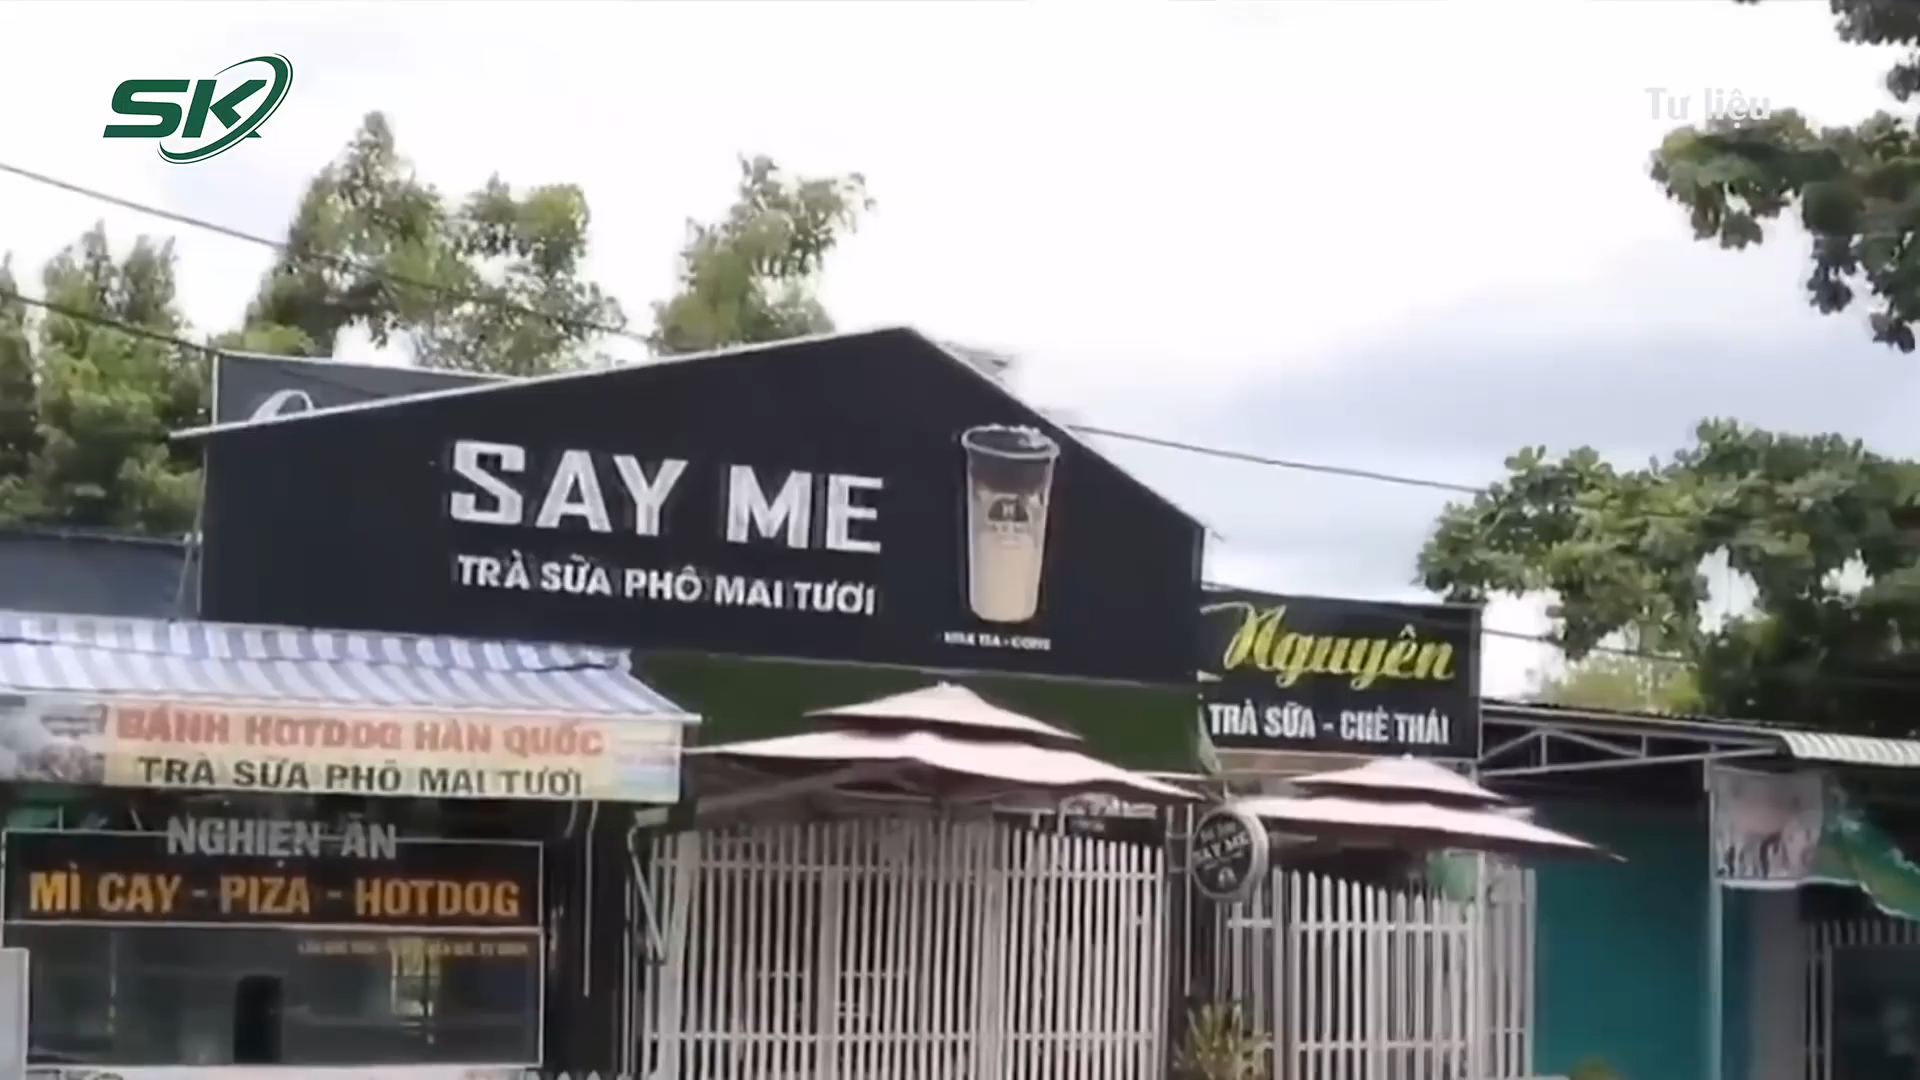 SK
Tư liệu
SAY ME
TRÀ SỮA PHÔ MAI TƯƠI
Nguyên
TRÀ SỮA - CHÈ THÁI
BÁNH HOTDOG HÀN QUỐC
TRÀ SỮA PHÔ MAI TƯƠI
SAY ME
NGHIỆN ĂN
MÌ CAY - PIZA - HOTDOG